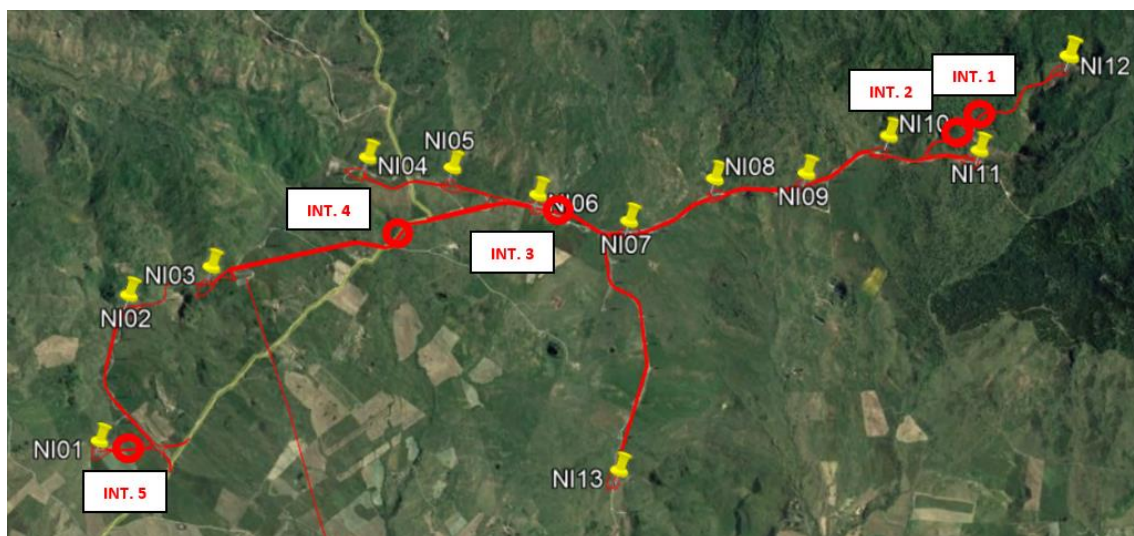 NI12
INT. 1
INT. 2
NI10
NI11
NI05
NI04
NI08
NI09
NI06
INT. 4
NI07
INT. 3
NI03
NI02
NI01
NI13
INT. 5